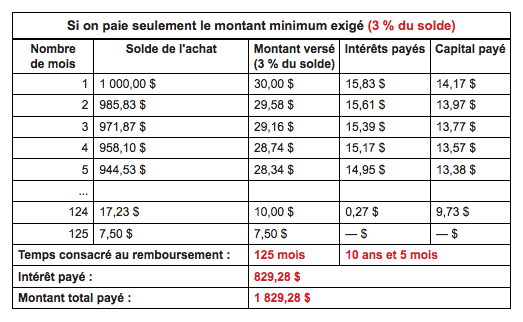 Si on paie seulement le montant minimum exigé (3 % du solde)
Nombre de mois Solde de l'achat Montant versé (3 % du solde) Intérêts payés Capital payé
1 1 000,00 $ 30,00 $ 15,83 $ 14,17 $
2 985,83 $ 29,58 $ 15,61 $ 13,97 $
3 971,87 $ 29,16 $ 15,39 $ 13,77 $
4 958,10 $ 28,74 $ 15,17 $ 13,57 $
5 944,53 $ 28,34 $ 14,95 $ 13,38 $
...
124 17,23 $ 10,00 $ 0,27 $ 9,73 $
125 7,50 $ 7,50 $ — $ — $
Temps consacré au remboursement : 125 mois 10 ans et 5 mois
Intérêt payé : 829,28 $
Montant total payé : 1 829,28 $